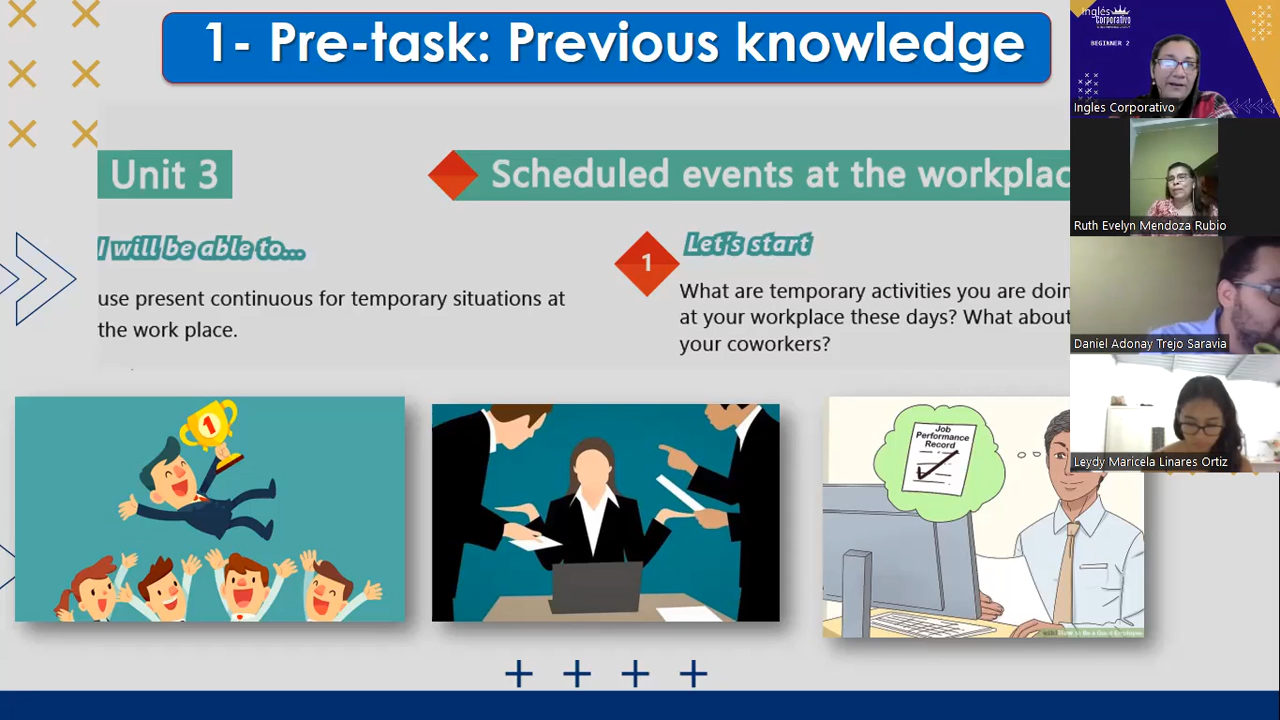 1- Pre-task: Previous knowledge
Unit 3
Scheduled events at the workplac
I will be able to...
use present continuous for temporary situations at
the work place.
1
Let's start
What are temporary activities you are doin
at your workplace these days? What about
your coworkers?
1
Job
Performance
Record
Inglés
Corporativo
BEGINNER 2
Ingles Corporativo
Ruth Evelyn Mendoza Rubio
Daniel Adonay Trejo Saravia
Leydy Maricela Linares Ortiz